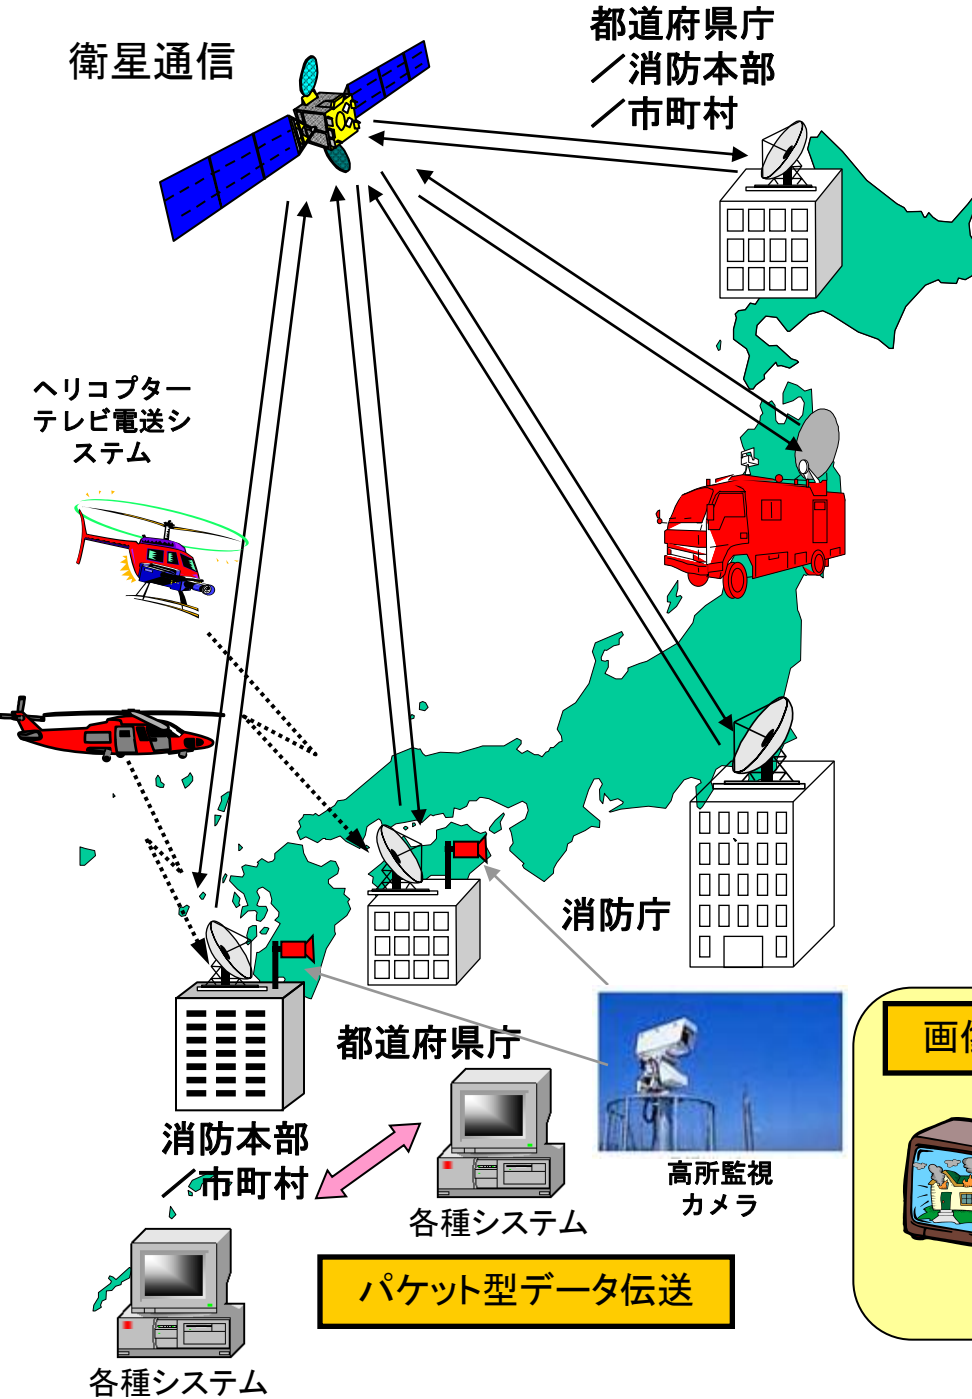 衛星通信
都道府県庁
／消防本部
／市町村
ヘリコプター
テレビ電送シ
ステム
消防庁
都道府県庁
消防本部
／市町村
高所監視
カメラ
各種システム
パケット型データ伝送
各種システム
画